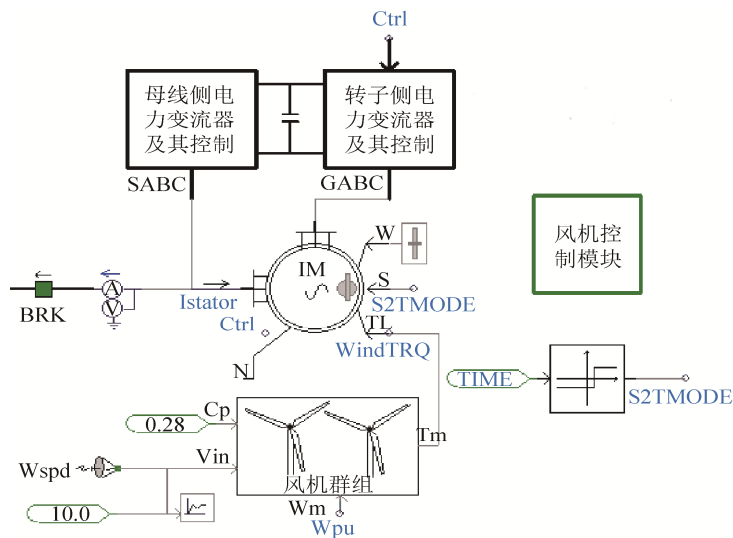 Ctrl
母线侧电
力变流器
及其控制
转子侧电
力变流器
及其控制
SABC
GABC
风机控
制模块
W
IM
S
S2TMODE
A
V
BRK
Istator
Ctrl
TL
WindTRQ
N
TIME
S2TMODE
0.28
Cp
Tm
Vin
Wspd
风机群组
10.0
Wm
Wpu